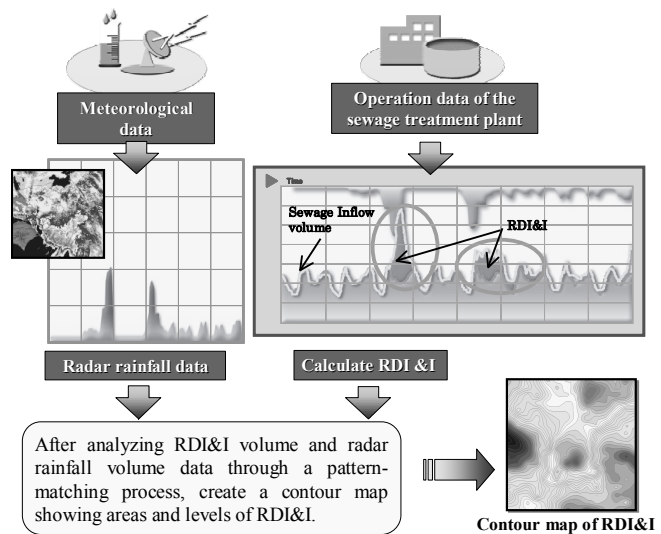 Meteorological
data
Operation data of the
sewage treatment plant
Time
Sewage Inflow
volume
RDI&I
Radar rainfall data
Calculate RDI &I
After analyzing RDI&I volume and radar
rainfall volume data through a pattern-
matching process, create a contour map
showing areas and levels of RDI&I.
Contour map of RDI&I